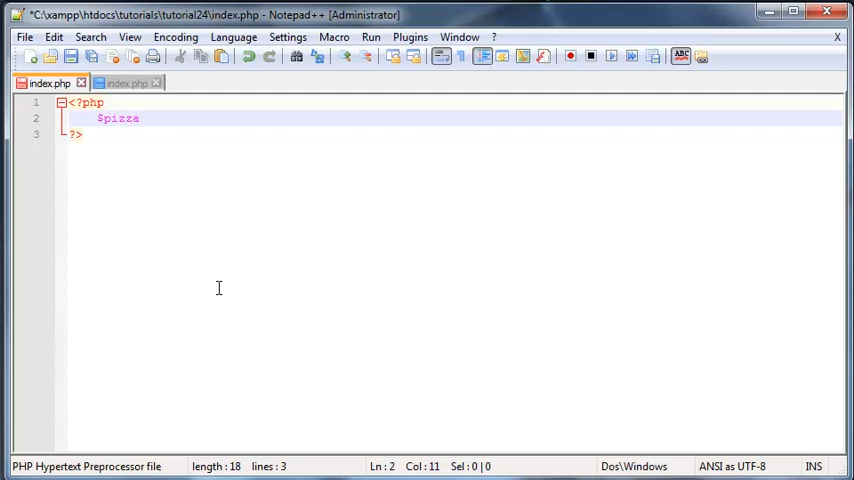 *C:\xampp\htdocs\tutorials\tutorial24\index.php - Notepad++ [Administrator]
File Edit Search View Encoding Language Settings Macro Run Plugins Window ? X
index.php index.php
1 <?php
2 $pizza
3 ?>
PHP Hypertext Preprocessor file length : 18 lines : 3 Ln : 2 Col : 11 Sel : 0 | 0 Dos\Windows ANSI as UTF-8 INS